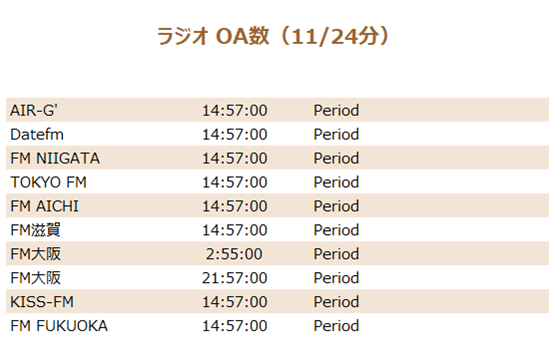 ラジオ OA数（11/24分）
AIR-G' 14:57:00 Period
Datefm 14:57:00 Period
FM NIIGATA 14:57:00 Period
TOKYO FM 14:57:00 Period
FM AICHI 14:57:00 Period
FM滋賀 14:57:00 Period
FM大阪 2:55:00 Period
FM大阪 21:57:00 Period
KISS-FM 14:57:00 Period
FM FUKUOKA 14:57:00 Period